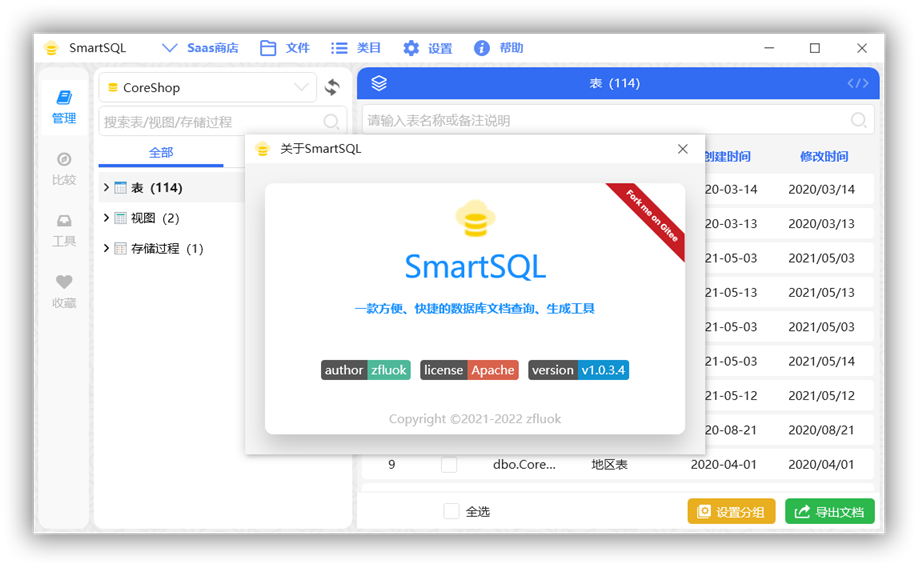 SmartSQL Saas商店 文件 类目 设置 帮助
管理
比较
工具
收藏
CoreShop
搜索表/视图/存储过程
全部
表 (114)
视图 (2)
存储过程 (1)
表 (114)
请输入表名称或备注说明
创建时间 修改时间
20-03-14 2020/03/14
20-03-13 2020/03/13
21-05-03 2021/05/03
21-05-13 2021/05/13
21-05-03 2021/05/03
21-05-03 2021/05/14
21-05-12 2021/05/12
20-08-21 2020/08/21
9 dbo.Core... 地区表 2020-04-01 2020/04/01
全选 设置分组 导出文档
关于SmartSQL
Fork me on Gitee
SmartSQL
一款方便、快捷的数据库文档查询、生成工具
author zfluok license Apache version v1.0.3.4
Copyright ©2021-2022 zfluok